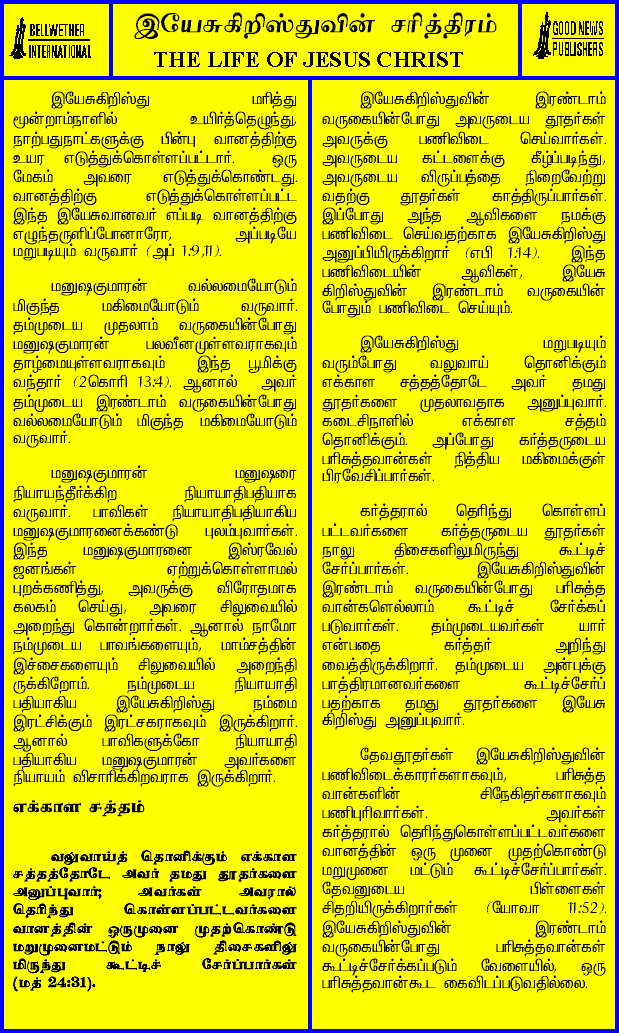 BELLWETHER
INTERNATIONAL
இயேசுகிறிஸ்துவின் சரித்திரம்
THE LIFE OF JESUS CHRIST
GOOD NEWS
PUBLISHERS
இயேசுகிறிஸ்து மரித்து
மூன்றாம்நாளில் உயிர்த்தெழுந்து,
நாற்பதுநாட்களுக்கு பின்பு வானத்திற்கு
உயர எடுத்துக்கொள்ளப்பட்டார். ஒரு
மேகம் அவரை எடுத்துக்கொண்டது.
வானத்திற்கு எடுத்துக்கொள்ளப்பட்ட
இந்த இயேசுவானவர் எப்படி வானத்திற்கு
எழுந்தருளிப்போனாரோ, அப்படியே
மறுபடியும் வருவார் (அப் 1:9,11).
மனுஷகுமாரன் வல்லமையோடும்
மிகுந்த மகிமையோடும் வருவார்.
தம்முடைய முதலாம் வருகையின்போது
மனுஷகுமாரன் பலவீனமுள்ளவராகவும்
தாழ்மையுள்ளவராகவும் இந்த பூமிக்கு
வந்தார் (2கொரி 13:4). ஆனால் அவர்
தம்முடைய இரண்டாம் வருகையின்போது
வல்லமையோடும் மிகுந்த மகிமையோடும்
வருவார்.
மனுஷகுமாரன் மனுஷரை
நியாயந்தீர்க்கிற நியாயாதிபதியாக
வருவார். பாவிகள் நியாயாதிபதியாகிய
மனுஷகுமாரனைக்கண்டு புலம்புவார்கள்.
இந்த மனுஷகுமாரனை இஸ்ரவேல்
ஜனங்கள் ஏற்றுக்கொள்ளாமல்
புறக்கணித்து, அவருக்கு விரோதமாக
கலகம் செய்து, அவரை சிலுவையில்
அறைந்து கொன்றார்கள். ஆனால் நாமோ
நம்முடைய பாவங்களையும், மாம்சத்தின்
இச்சைகளையும் சிலுவையில் அறைந்தி
ருக்கிறோம். நம்முடைய நியாயாதி
பதியாகிய இயேசுகிறிஸ்து நம்மை
இரட்சிக்கும் இரட்சகராகவும் இருக்கிறார்.
ஆனால் பாவிகளுக்கோ நியாயாதி
பதியாகிய மனுஷகுமாரன் அவர்களை
நியாயம் விசாரிக்கிறவராக இருக்கிறார்.
எக்காள சத்தம்
வலுவாய்த் தொனிக்கும் எக்காள
சத்தத்தோடே அவர் தமது தூதர்களை
அனுப்புவார்; அவர்கள் அவரால்
தெரிந்து கொள்ளப்பட்டவர்களை
வானத்தின் ஒருமுனை முதற்கொண்டு
மறுமுனைமட்டும் நாலு திசைகளிலு
மிருந்து கூட்டிச் சேர்ப்பார்கள்
(மத் 24:31).
இயேசுகிறிஸ்துவின் இரண்டாம்
வருகையின்போது அவருடைய தூதர்கள்
அவருக்கு பணிவிடை செய்வார்கள்.
அவருடைய கட்டளைக்கு கீழ்ப்படிந்து,
அவருடைய விருப்பத்தை நிறைவேற்று
வதற்கு தூதர்கள் காத்திருப்பார்கள்.
இப்போது அந்த ஆவிகளை நமக்கு
பணிவிடை செய்வதற்காக இயேசுகிறிஸ்து
அனுப்பியிருக்கிறார் (எபி 1:14). இந்த
பணிவிடையின் ஆவிகள், இயேசு
கிறிஸ்துவின் இரண்டாம் வருகையின்
போதும் பணிவிடை செய்யும்.
இயேசுகிறிஸ்து மறுபடியும்
வரும்போது வலுவாய் தொனிக்கும்
எக்காள சத்தத்தோடே அவர் தமது
தூதர்களை முதலாவதாக அனுப்புவார்.
கடைசிநாளில் எக்காள சத்தம்
தொனிக்கும். அப்போது கர்த்தருடைய
பரிசுத்தவான்கள் நித்திய மகிமைக்குள்
பிரவேசிப்பார்கள்.
கர்த்தரால் தெரிந்து கொள்ளப்
பட்டவர்களை கர்த்தருடைய தூதர்கள்
நாலு திசைகளிலுமிருந்து கூட்டிச்
சேர்ப்பார்கள். இயேசுகிறிஸ்துவின்
இரண்டாம் வருகையின்போது பரிசுத்த
வான்களெல்லாம் கூட்டிச் சேர்க்கப்
படுவார்கள். தம்முடையவர்கள் யார்
என்பதை கர்த்தர் அறிந்து
வைத்திருக்கிறார். தம்முடைய அன்புக்கு
பாத்திரமானவர்களை கூட்டிச்சேர்ப்
பதற்காக தமது தூதர்களை இயேசு
கிறிஸ்து அனுப்புவார்.
தேவதூதர்கள் இயேசுகிறிஸ்துவின்
பணிவிடைக்காரர்களாகவும், பரிசுத்த
வான்களின் சிநேகிதர்களாகவும்
பணிபுரிவார்கள். அவர்கள்
கர்த்தரால் தெரிந்துகொள்ளப்பட்டவர்களை
வானத்தின் ஒரு முனை முதற்கொண்டு
மறுமுனை மட்டும் கூட்டிச்சேர்ப்பார்கள்.
தேவனுடைய பிள்ளைகள்
சிதறியிருக்கிறார்கள் (யோவா 11:52).
இயேசுகிறிஸ்துவின் இரண்டாம்
வருகையின்போது பரிசுத்தவான்கள்
கூட்டிச்சேர்க்கப்படும் வேளையில், ஒரு
பரிசுத்தவான்கூட கைவிடப்படுவதில்லை.